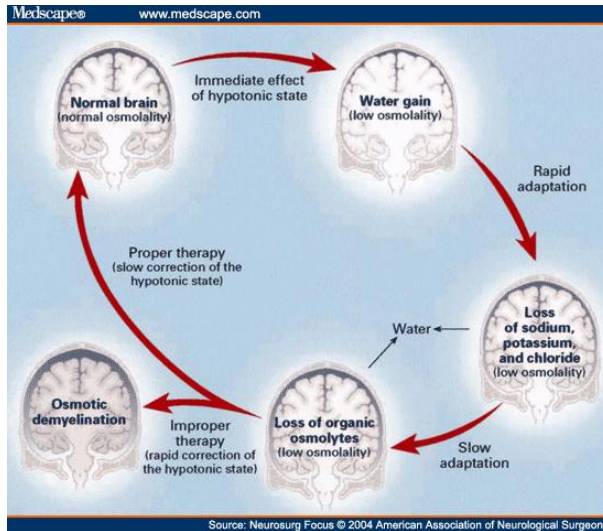 Medscape® www.medscape.com
Normal brain
(normal osmolality)
Immediate effect
of hypotonic state
Water gain
(low osmolality)
Rapid
adaptation
Proper therapy
(slow correction of the
hypotonic state)
Water
Loss
of sodium,
potassium,
and chloride
(low osmolality)
Osmotic
demyelination
Improper
therapy
(rapid correction of
the hypotonic state)
Loss of organic
osmolytes
(low osmolality)
Slow
adaptation
Source: Neurosurg Focus © 2004 American Association of Neurological Surgeon